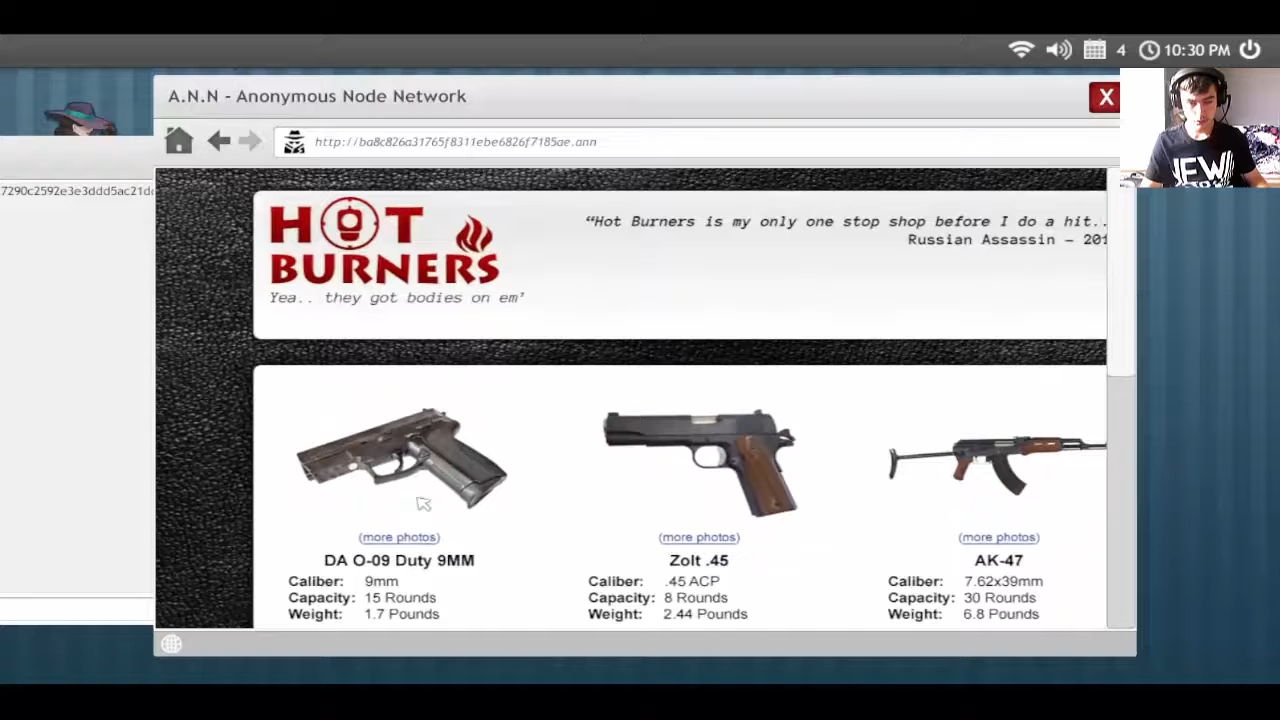 4 10:30 PM
A.N.N - Anonymous Node Network
X
http://ba8c826a31765f8311ebe6826f7185ae.ann
7290c2592e3e3ddd5ac21d
HOT
BURNERS
Yea.. they got bodies on em'
“Hot Burners is my only one stop shop before I do a hit..
Russian Assassin - 201
(more photos)
DA O-09 Duty 9MM
Caliber: 9mm
Capacity: 15 Rounds
Weight: 1.7 Pounds
(more photos)
Zolt .45
Caliber: .45 ACP
Capacity: 8 Rounds
Weight: 2.44 Pounds
(more photos)
AK-47
Caliber: 7.62x39mm
Capacity: 30 Rounds
Weight: 6.8 Pounds